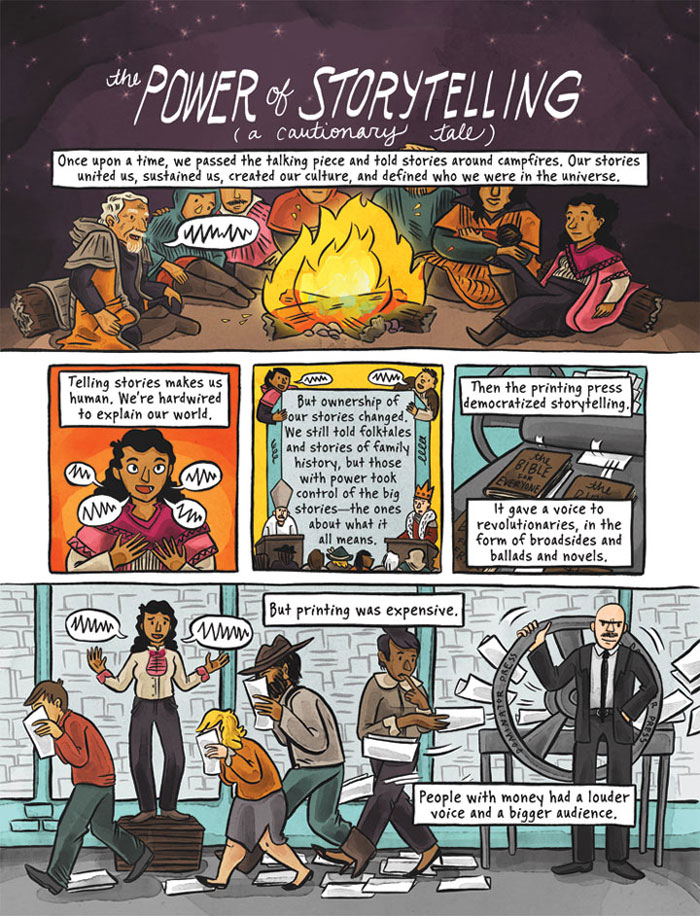 the POWER of STORYTELLING
(a cautionary tale)
Once upon a time, we passed the talking piece and told stories around campfires. Our stories
united us, sustained us, created our culture, and defined who we were in the universe.
Telling stories makes us
human. We're hardwired
to explain our world.
But ownership of
our stories changed.
We still told folktales
and stories of family
history, but those
with power took
control of the big
stories—the ones
about what it
all means.
Then the printing press
democratized storytelling.
the
BIBLE
for
EVERYONE
the
It gave a voice to
revolutionaries, in the
form of broadsides and
ballads and novels.
But printing was expensive.
DOMINATOR PRESS
PRESS
People with money had a louder
voice and a bigger audience.